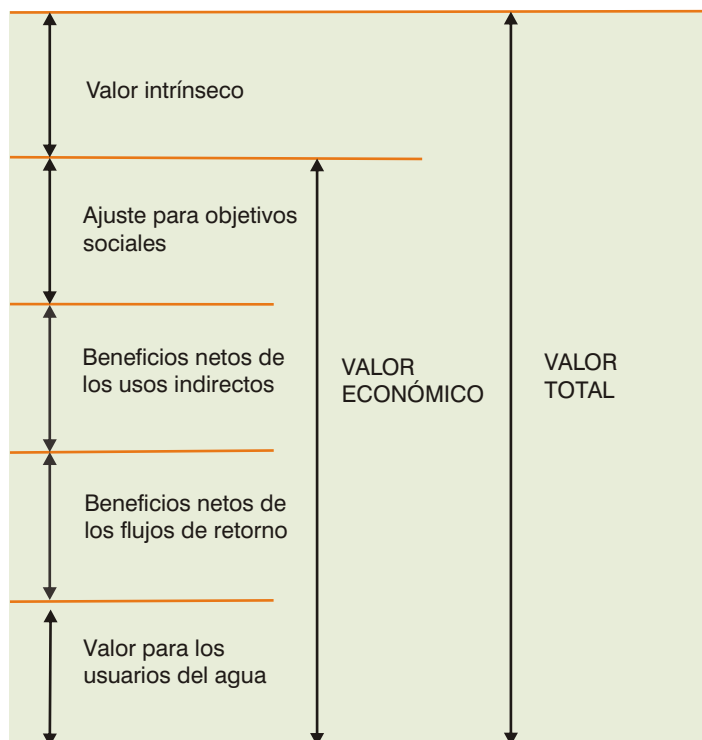 Valor intrínseco
Ajuste para objetivos
sociales
Beneficios netos de
los usos indirectos
VALOR
ECONÓMICO
VALOR
TOTAL
Beneficios netos de
los flujos de retorno
Valor para los
usuarios del agua